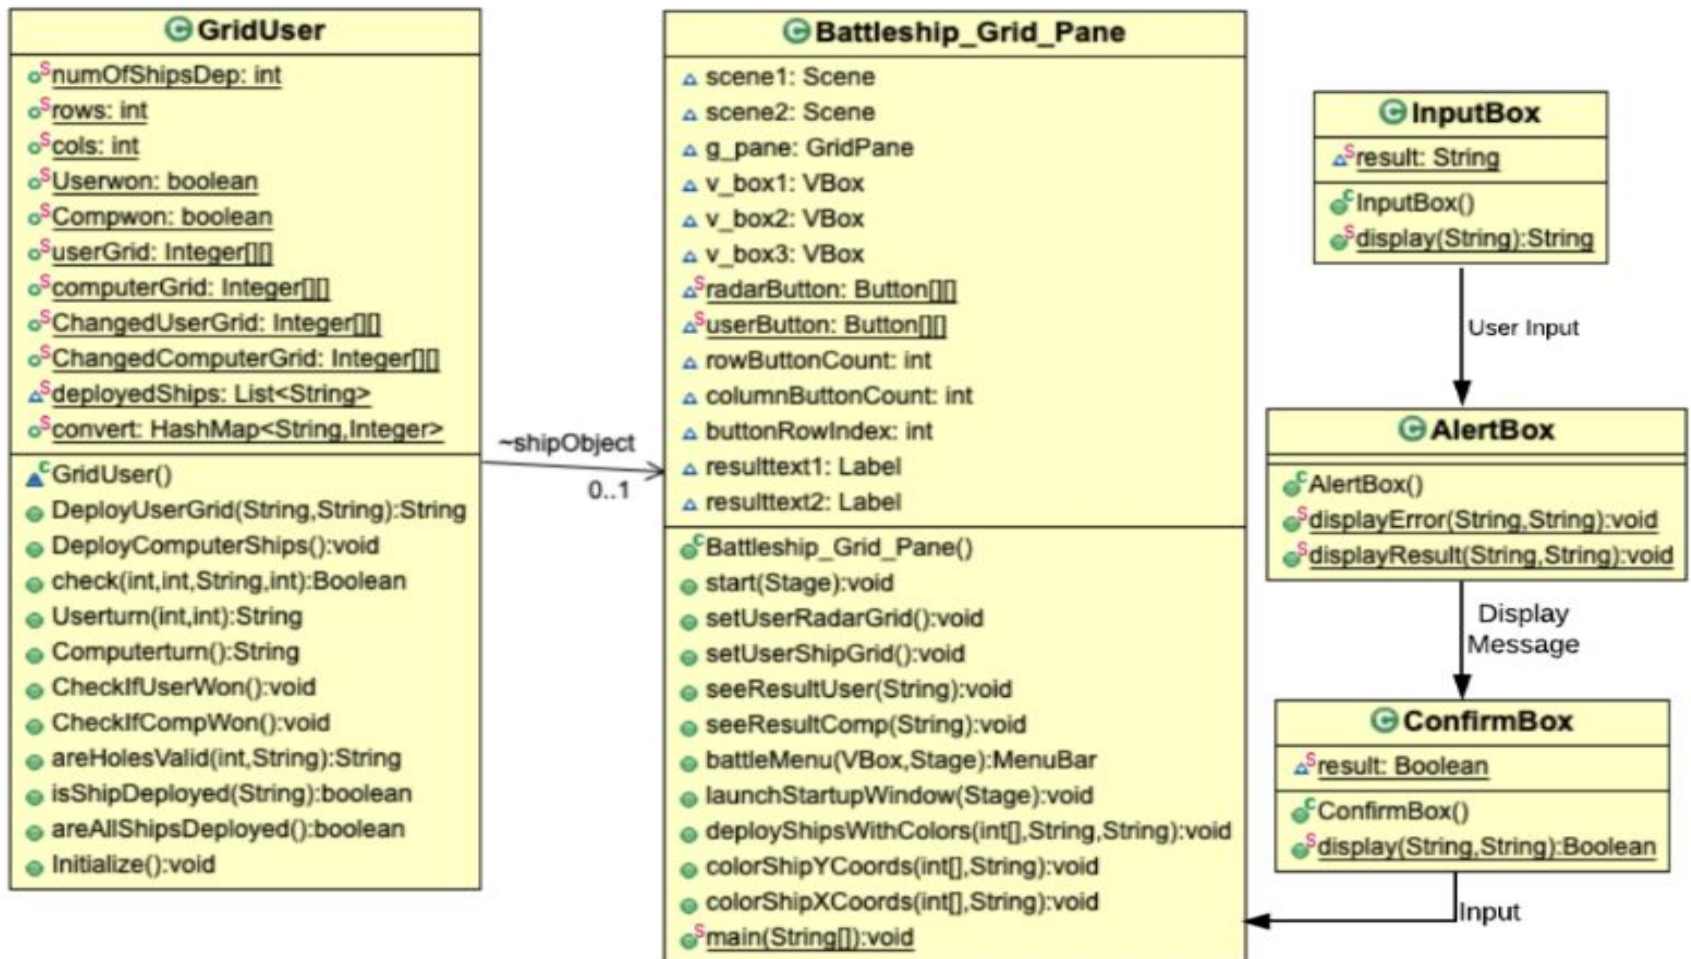 GridUser
numOfShipsDep: int
rows: int
cols: int
Userwon: boolean
Compwon: boolean
userGrid: Integer[][]
computerGrid: Integer[][]
ChangedUserGrid: Integer[][]
ChangedComputerGrid: Integer[][]
deployedShips: List<String>
convert: HashMap<String,Integer>
GridUser()
DeployUserGrid(String,String):String
DeployComputerShips():void
check(int,int,String,int):Boolean
Userturn(int,int):String
Computerturn():String
CheckIfUserWon():void
CheckIfCompWon():void
areHolesValid(int,String):String
isShipDeployed(String):boolean
areAllShipsDeployed():boolean
Initialize():void
~shipObject
0..1
Battleship_Grid_Pane
scene1: Scene
scene2: Scene
g_pane: GridPane
v_box1: VBox
v_box2: VBox
v_box3: VBox
radarButton: Button[][]
userButton: Button[][]
rowButtonCount: int
columnButtonCount: int
buttonRowIndex: int
resulttext1: Label
resulttext2: Label
Battleship_Grid_Pane()
start(Stage):void
setUserRadarGrid():void
setUserShipGrid():void
seeResultUser(String):void
seeResultComp(String):void
battleMenu(VBox,Stage):MenuBar
launchStartupWindow(Stage):void
deployShipsWithColors(int[],String,String):void
colorShipYCoords(int[],String):void
colorShipXCoords(int[],String):void
main(String[]):void
InputBox
result: String
InputBox()
display(String):String
User Input
AlertBox
AlertBox()
displayError(String,String):void
displayResult(String,String):void
Display
Message
ConfirmBox
result: Boolean
ConfirmBox()
display(String,String):Boolean
Input